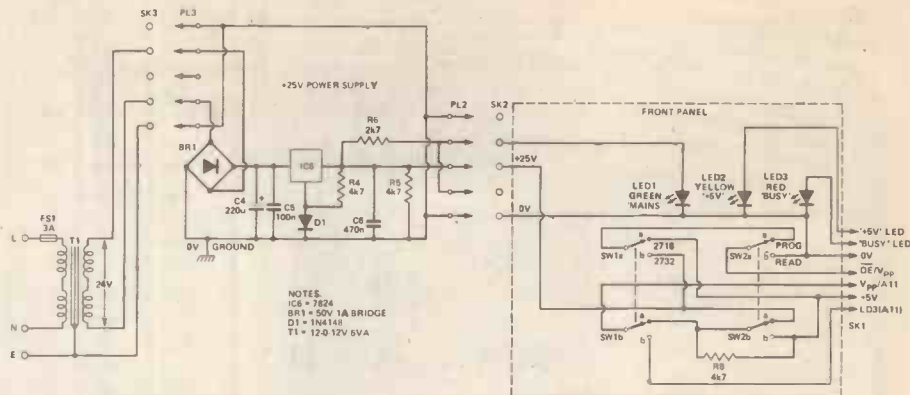 SK3
PL3
+25V POWER SUPPLY
BR1
R6
2k7
IC6
R4
4k7
R5
4k7
C4
220u
+
C5
100n
D1
C6
470n
0V
GROUND
FS1
3A
L
T1
24V
N
E
NOTES
IC6 = 7824
BR1 = 50V 1A BRIDGE
D1 = 1N4148
T1 = 12-0-12V 6VA
PL2
SK2
+25V
0V
FRONT PANEL
LED1
GREEN
'MAINS'
LED2
YELLOW
'+5V'
LED3
RED
'BUSY'
SW1a
a
b
2716
2732
SW2a
a
b
PROG
READ
SW1b
a
b
SW2b
a
b
R8
4k7
'+5V' LED
'BUSY' LED
0V
OE/VPP
VPP/A11
+5V
LD3(A11)
SK1